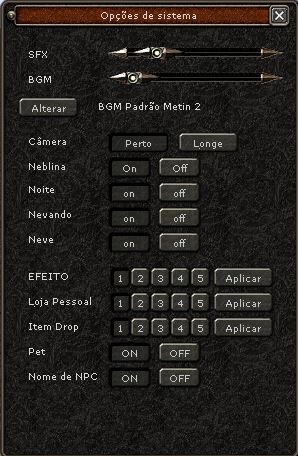 Opções de sistema
SFX
BGM
Alterar BGM Padrão Metin 2
Câmera Perto Longe
Neblina On Off
Noite on off
Nevando on off
Neve on off
EFEITO 1 2 3 4 5 Aplicar
Loja Pessoal 1 2 3 4 5 Aplicar
Item Drop 1 2 3 4 5 Aplicar
Pet ON OFF
Nome de NPC ON OFF